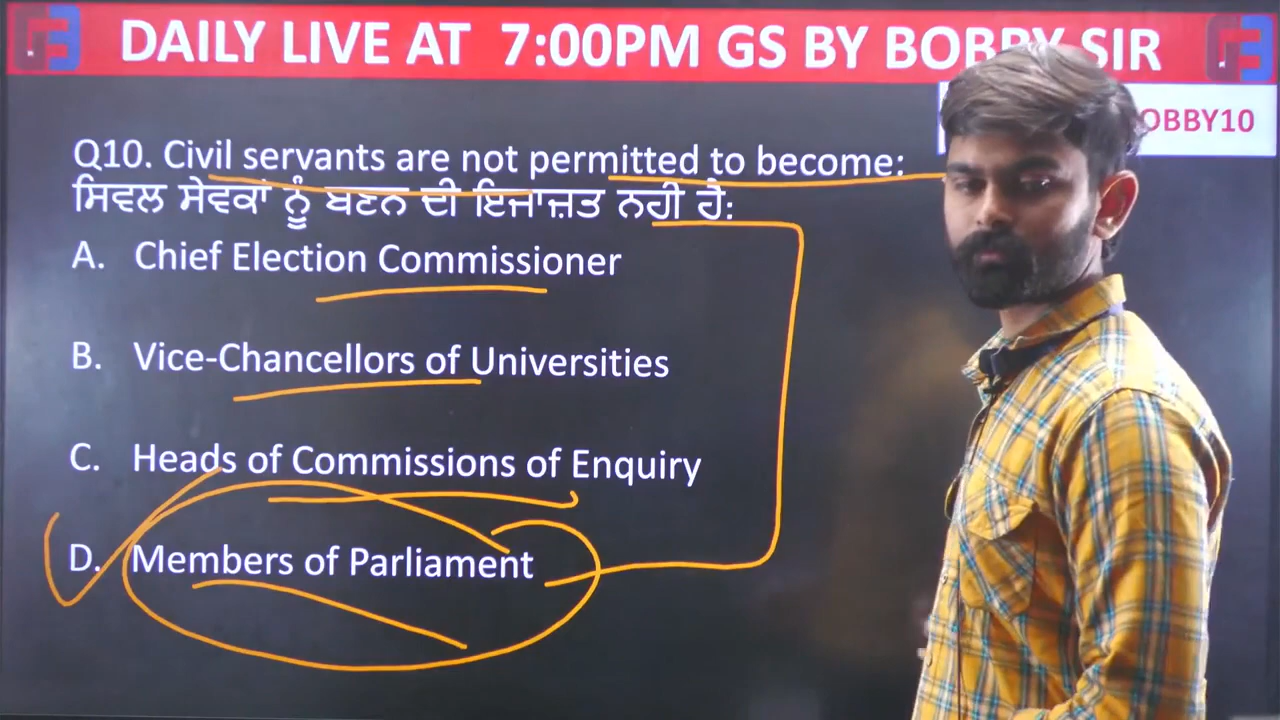 DAILY LIVE AT 7:00PM GS BY BOBBY SIR
OBBY10
Q10. Civil servants are not permitted to become:
ਸਿਵਲ ਸੇਵਕਾਂ ਨੂੰ ਬਣਨ ਦੀ ਇਜਾਜ਼ਤ ਨਹੀ ਹੈ:
A. Chief Election Commissioner
B. Vice-Chancellors of Universities
C. Heads of Commissions of Enquiry
D. Members of Parliament